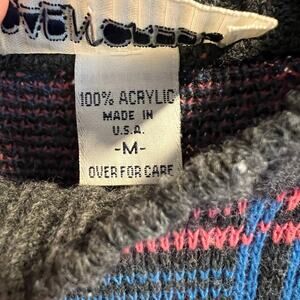 100% ACRYLIC
MADE IN
U.S.A.
-M-
OVER FOR CARE